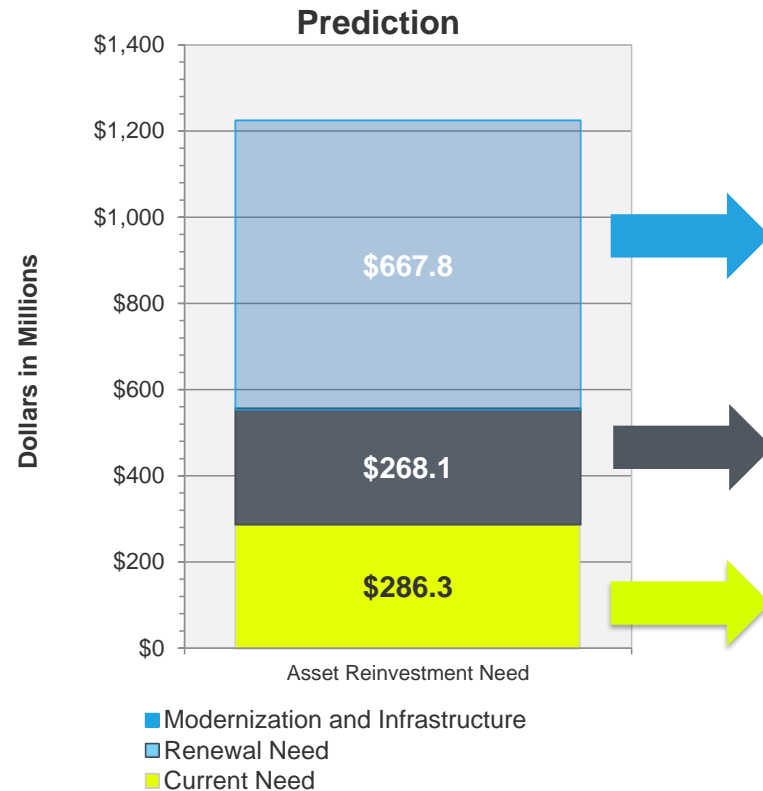 Prediction
$1,400
$1,200
$1,000
$800
$600
$400
$200
$0
Dollars in Millions
$667.8
$268.1
$286.3
Asset Reinvestment Need
Modernization and Infrastructure
Renewal Need
Current Need